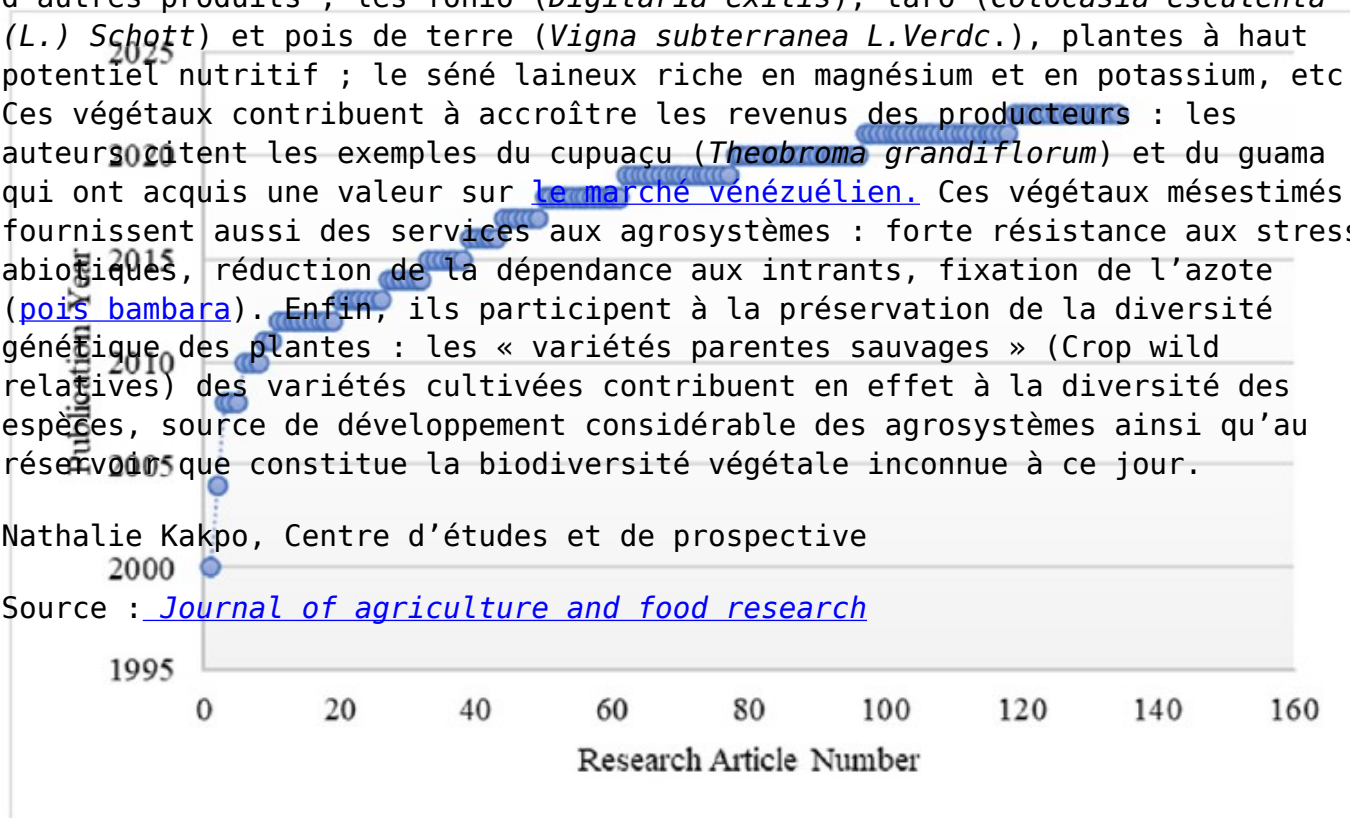 d'autres produits ; les fonio (Digitaria exilis), taro (Colocasia esculenta
(L.) Schott) et pois de terre (Vigna subterranea L.Verdc.), plantes à haut
potentiel nutritif ; le séné laineux riche en magnésium et en potassium, etc
Ces végétaux contribuent à accroître les revenus des producteurs : les
auteurs citent les exemples du cupuaçu (Theobroma grandiflorum) et du guama
qui ont acquis une valeur sur le marché vénézuélien. Ces végétaux mésestimés
fournissent aussi des services aux agrosystèmes : forte résistance aux stress
abiotiques, réduction de la dépendance aux intrants, fixation de l'azote
(pois bambara). Enfin, ils participent à la préservation de la diversité
génétique des plantes : les « variétés parentes sauvages » (Crop wild
relatives) des variétés cultivées contribuent en effet à la diversité des
espèces, source de développement considérable des agrosystèmes ainsi qu'au
réservoir que constitue la biodiversité végétale inconnue à ce jour.
Nathalie Kakpo, Centre d'études et de prospective
Source : Journal of agriculture and food research
Publication Year
2025
2020
2015
2010
2005
2000
1995
0 20 40 60 80 100 120 140 160
Research Article Number